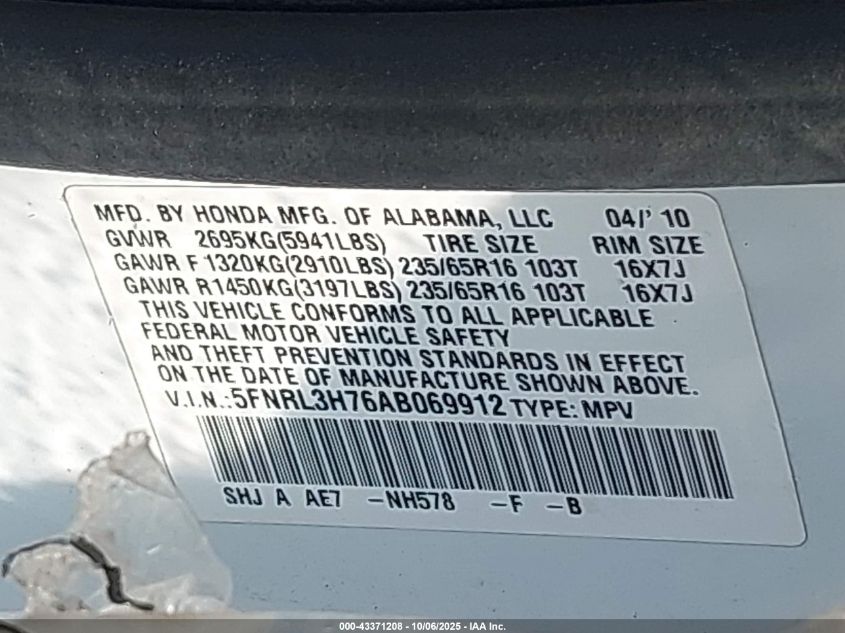 MFD. BY HONDA MFG. OF ALABAMA, LLC 04/' 10
GVWR 2695KG(5941LBS) TIRE SIZE RIM SIZE
GAWR F 1320KG(2910LBS) 235/65R16 103T 16X7J
GAWR R1450KG(3197LBS) 235/65R16 103T 16X7J
THIS VEHICLE CONFORMS TO ALL APPLICABLE
FEDERAL MOTOR VEHICLE SAFETY
AND THEFT PREVENTION STANDARDS IN EFFECT
ON THE DATE OF MANUFACTURE SHOWN ABOVE.
V.I.N.:5FNRL3H76AB069912 TYPE: MPV
SHJ A AE7 -NH578 -F -B
000-43371208 - 10/06/2025 - IAA Inc.